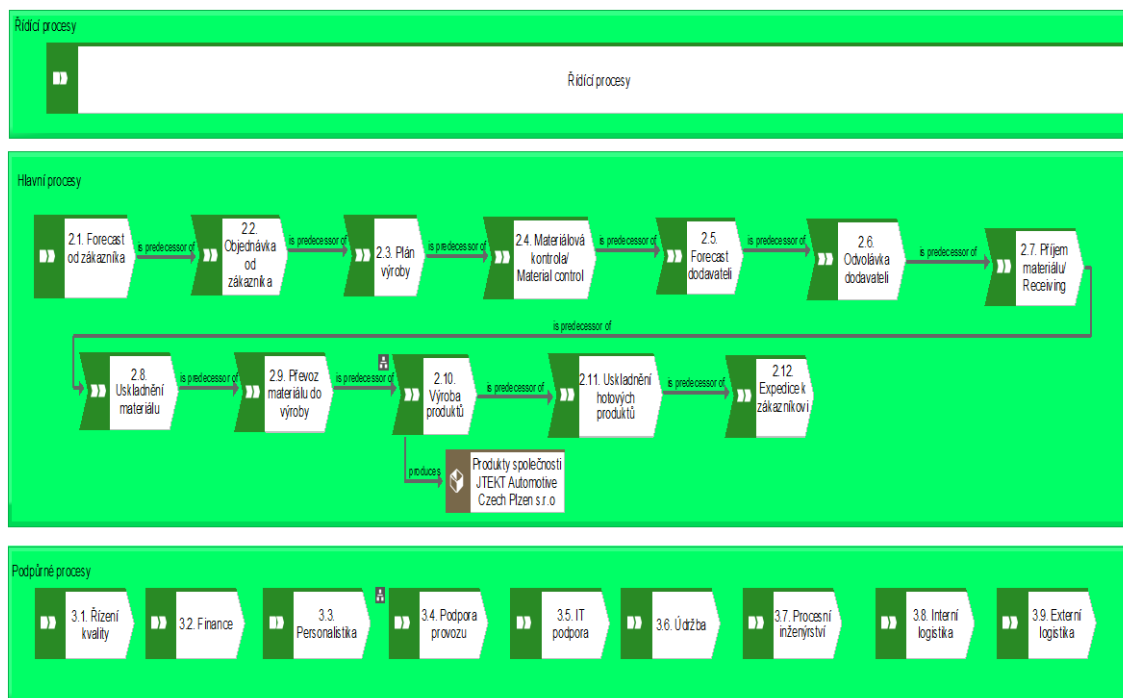 Řídící procesy
Řídící procesy
Hlavní procesy
2.1. Forecast
od zákazníka
is predecessor of
2.2.
Objednávka
od
zákazníka
is predecessor of
2.3. Plán
výroby
is predecessor of
2.4. Materiálová
kontrola/
Material control
is predecessor of
2.5.
Forecast
dodavateli
is predecessor of
2.6.
Odvolávka
dodavateli
is predecessor of
2.7. Příjem
materiálu/
Receiving
is predecessor of
2.8.
Uskladnění
materiálu
is predecessor of
2.9. Převoz
materiálu do
výroby
is predecessor of
2.10.
Výroba
produktů
is predecessor of
2.11. Uskladnění
hotových
produktů
is predecessor of
2.12.
Expedice k
zákazníkovi
produces
Produkty společnosti
JTEKT Automotive
Czech Plzen s.r.o
Podpůrné procesy
3.1. Řízení
kvality
3.2. Finance
3.3.
Personalistika
3.4. Podpora
provozu
3.5. IT
podpora
3.6. Údržba
3.7. Procesní
inženýrství
3.8. Interní
logistika
3.9. Externí
logistika